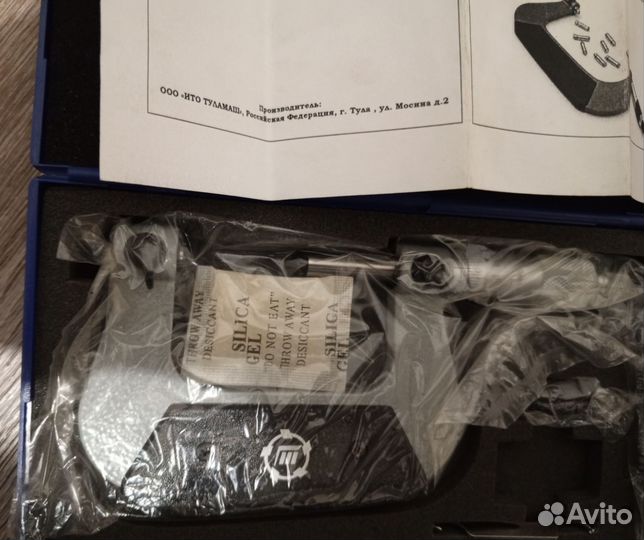 Производитель:
ООО «ИТО ТУЛАМАШ», Российская Федерация, г. Тула , ул. Мосина д.2
THROW AWAY
DESICCANT
SILICA
GEL
"DO NOT EAT"
THROW AWAY
DESICCANT
SILICA
GEL
Avito